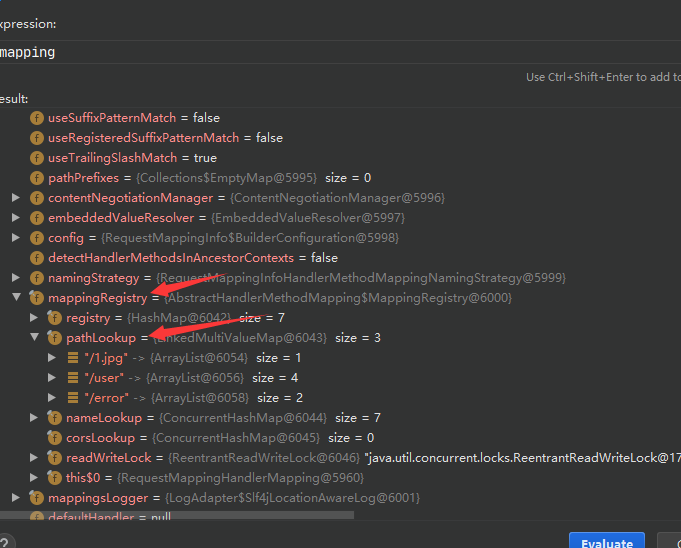 xpression:
mapping
Use Ctrl+Shift+Enter to add to
esult:
useSuffixPatternMatch = false
useRegisteredSuffixPatternMatch = false
useTrailingSlashMatch = true
pathPrefixes = {Collections$EmptyMap@5995} size = 0
contentNegotiationManager = {ContentNegotiationManager@5996}
embeddedValueResolver = {EmbeddedValueResolver@5997}
config = {RequestMappingInfo$BuilderConfiguration@5998}
detectHandlerMethodsInAncestorContexts = false
namingStrategy = {RequestMappingInfoHandlerMethodMappingNamingStrategy@5999}
mappingRegistry = {AbstractHandlerMethodMapping$MappingRegistry@6000}
registry = {HashMap@6042} size = 7
pathLookup = {LinkedMultiValueMap@6043} size = 3
"/1.jpg" -> {ArrayList@6054} size = 1
"/user" -> {ArrayList@6056} size = 4
"/error" -> {ArrayList@6058} size = 2
nameLookup = {ConcurrentHashMap@6044} size = 7
corsLookup = {ConcurrentHashMap@6045} size = 0
readWriteLock = {ReentrantReadWriteLock@6046} "java.util.concurrent.locks.ReentrantReadWriteLock@17
this$0 = {RequestMappingHandlerMapping@5960}
mappingsLogger = {LogAdapter$Slf4jLocationAwareLog@6001}
defaultHandler = null
?
Evaluate